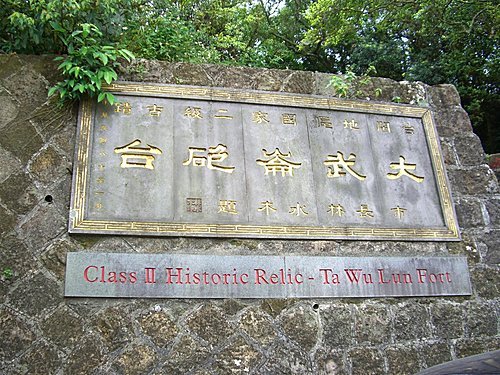 台閩地區國家二級古蹟
大武崙砲台
市長林水木題
Class II Historic Relic - Ta Wu Lun Fort